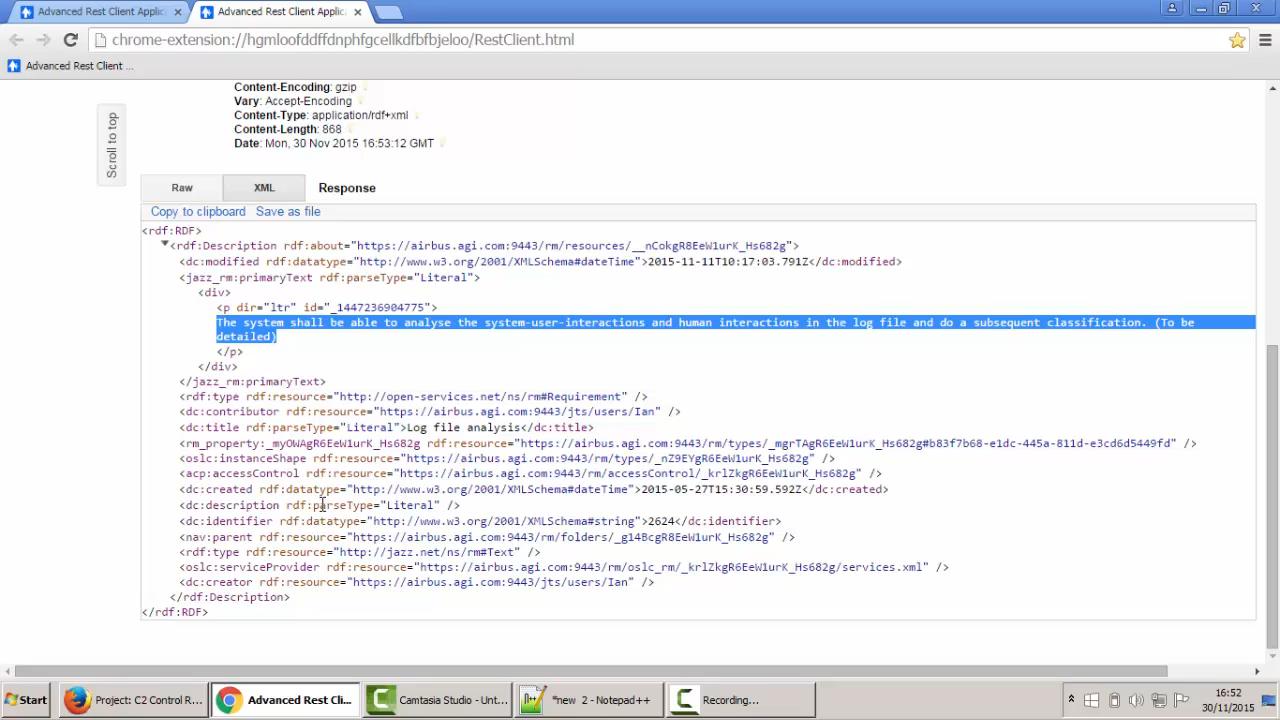 Advanced Rest Client Applic
Advanced Rest Client Applic
chrome-extension://hgmloofddffdnphfgcellkdfbfbjeloo/RestClient.html
Advanced Rest Client ...
Scroll to top
Content-Encoding: gzip
Vary: Accept-Encoding
Content-Type: application/rdf+xml
Content-Length: 868
Date: Mon, 30 Nov 2015 16:53:12 GMT
Raw XML Response
Copy to clipboard Save as file
<rdf:RDF>
<rdf:Description rdf:about="https://airbus.agi.com:9443/rm/resources/__nCokgR8EeW1urK_Hs682g">
<dc:modified rdf:datatype="http://www.w3.org/2001/XMLSchema#dateTime">2015-11-11T10:17:03.791Z</dc:modified>
<jazz_rm:primaryText rdf:parseType="Literal">
<div>
<p dir="ltr" id="_1447236904775">
The system shall be able to analyse the system-user-interactions and human interactions in the log file and do a subsequent classification. (To be
detailed)
</p>
</div>
</jazz_rm:primaryText>
<rdf:type rdf:resource="http://open-services.net/ns/rm#Requirement" />
<dc:contributor rdf:resource="https://airbus.agi.com:9443/jts/users/Ian" />
<dc:title rdf:parseType="Literal">Log file analysis</dc:title>
<rm_property:_myOWAgR6EeW1urK_Hs682g rdf:resource="https://airbus.agi.com:9443/rm/types/_mgrTAgR6EeW1urK_Hs682g#b83f7b68-e1dc-445a-811d-e3cd6d5449fd" />
<oslc:instanceShape rdf:resource="https://airbus.agi.com:9443/rm/types/_nZ9EYgR6EeW1urK_Hs682g" />
<acp:accessControl rdf:resource="https://airbus.agi.com:9443/rm/accessControl/_krlZkgR6EeW1urK_Hs682g" />
<dc:created rdf:datatype="http://www.w3.org/2001/XMLSchema#dateTime">2015-05-27T15:30:59.592Z</dc:created>
<dc:description rdf:parseType="Literal" />
<dc:identifier rdf:datatype="http://www.w3.org/2001/XMLSchema#string">2624</dc:identifier>
<nav:parent rdf:resource="https://airbus.agi.com:9443/rm/folders/_g14BcgR8EeW1urK_Hs682g" />
<rdf:type rdf:resource="http://jazz.net/ns/rm#Text" />
<oslc:serviceProvider rdf:resource="https://airbus.agi.com:9443/rm/oslc_rm/_krlZkgR6EeW1urK_Hs682g/services.xml" />
<dc:creator rdf:resource="https://airbus.agi.com:9443/jts/users/Ian" />
</rdf:Description>
</rdf:RDF>
Start Project: C2 Control R... Advanced Rest Cli... Camtasia Studio - Unt... *new 2 - Notepad++ Recording... 16:52
30/11/2015